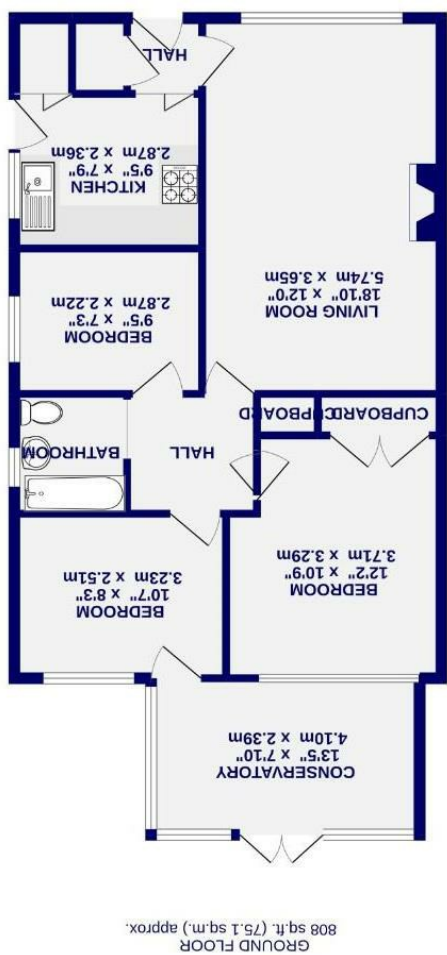 GROUND FLOOR
808 sq.ft. (75.1 sq.m.) approx.
CONSERVATORY
13'5" x 7'10"
4.10m x 2.39m
BEDROOM
12'2" x 10'9"
3.71m x 3.29m
BEDROOM
10'7" x 8'3"
3.23m x 2.51m
CUPBOARD
CUPBOARD
HALL
BATHROOM
LIVING ROOM
18'10" x 12'0"
5.74m x 3.65m
BEDROOM
9'5" x 7'3"
2.87m x 2.22m
KITCHEN
9'5" x 7'9"
2.87m x 2.36m
HALL